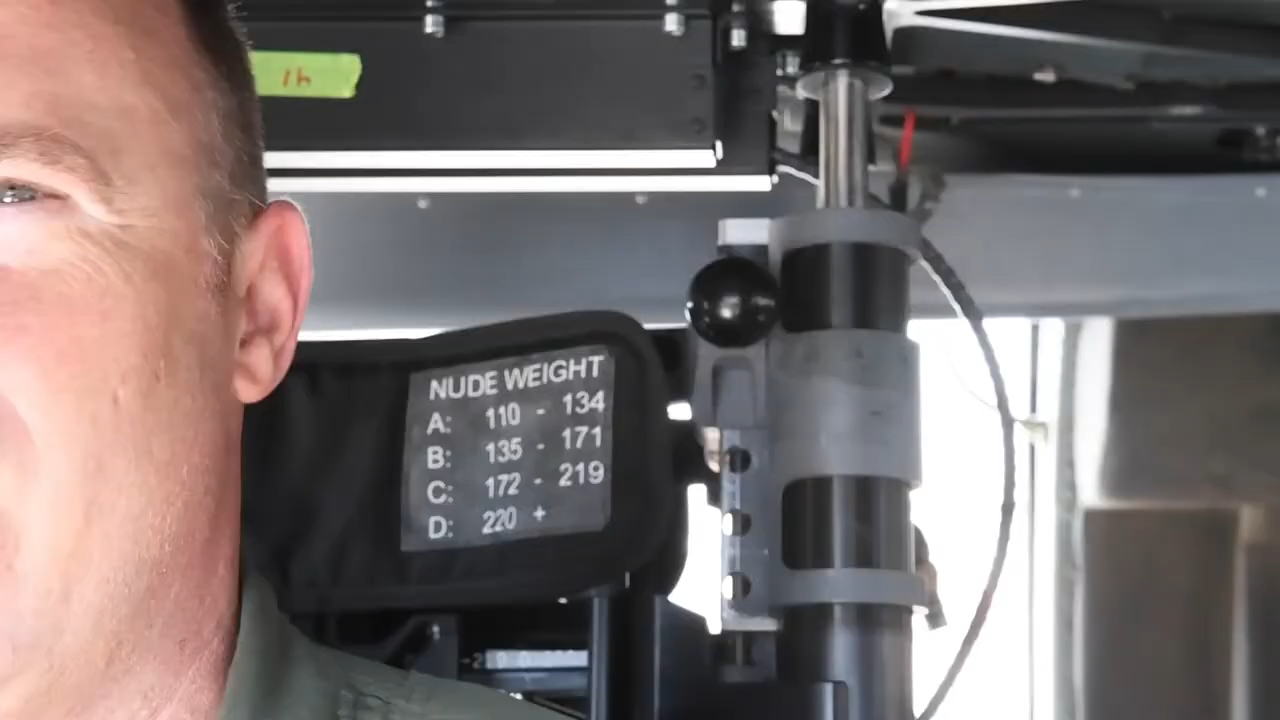 NUDE WEIGHT
A: 110 - 134
B: 135 - 171
C: 172 - 219
D: 220 +